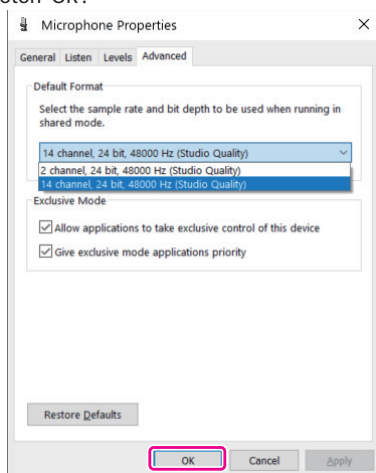 Microphone Properties
General Listen Levels Advanced
Default Format
Select the sample rate and bit depth to be used when running in
shared mode.
14 channel, 24 bit, 48000 Hz (Studio Quality)
2 channel, 24 bit, 48000 Hz (Studio Quality)
14 channel, 24 bit, 48000 Hz (Studio Quality)
Exclusive Mode
Allow applications to take exclusive control of this device
Give exclusive mode applications priority
Restore Defaults
OK Cancel Apply